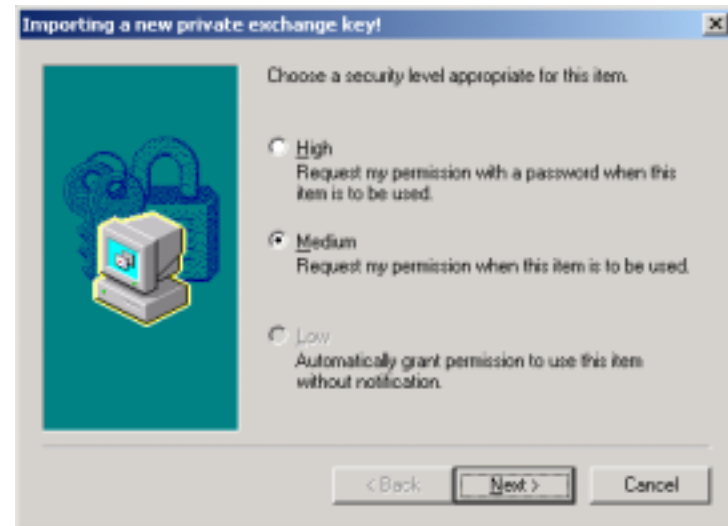 Importing a new private exchange key!
Choose a security level appropriate for this item.
High
Request my permission with a password when this
item is to be used.
Medium
Request my permission when this item is to be used.
Low
Automatically grant permission to use this item
without notification.
< Back
Next >
Cancel